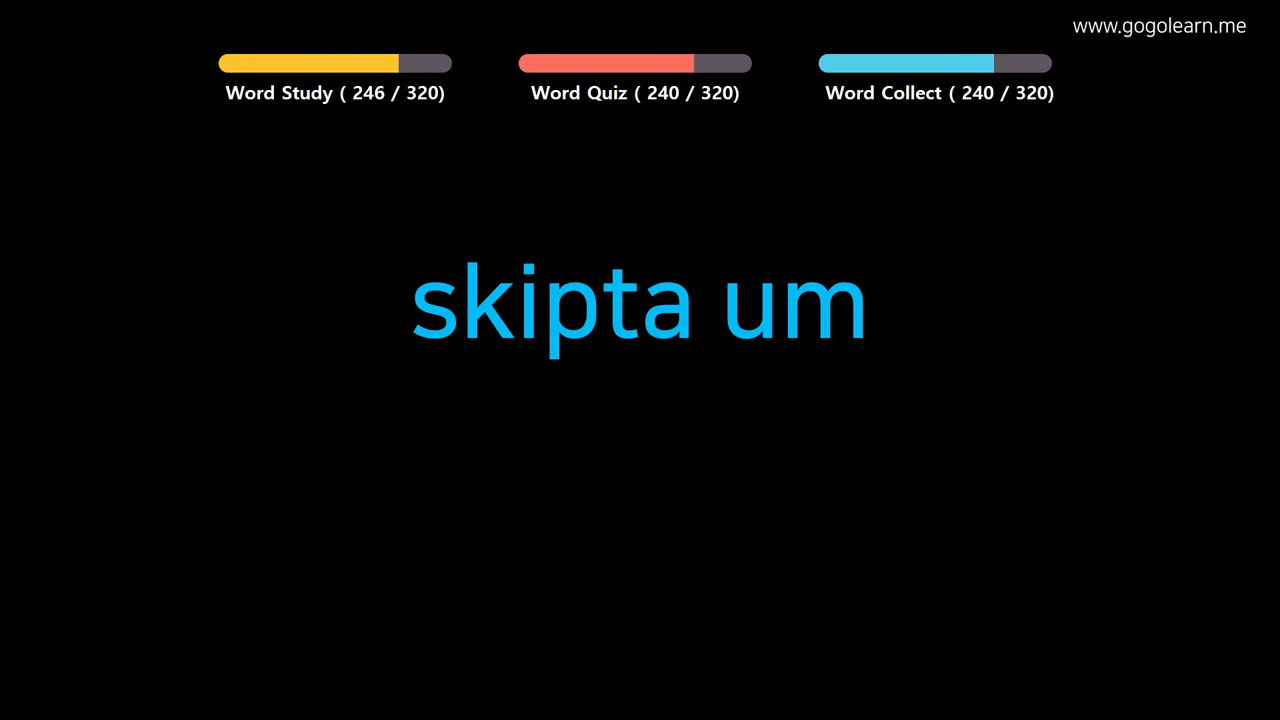 www.gogolearn.me
Word Study ( 246 / 320)
Word Quiz ( 240 / 320)
Word Collect ( 240 / 320)
skipta um